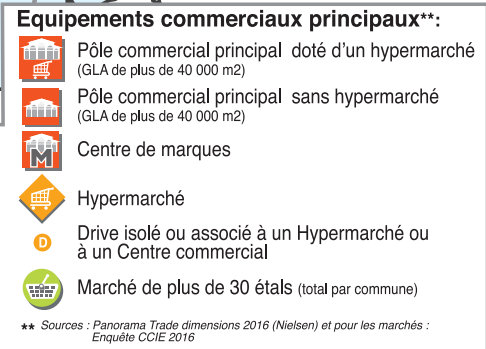 Equipements commerciaux principaux**:
Pôle commercial principal doté d'un hypermarché
(GLA de plus de 40 000 m2)
Pôle commercial principal sans hypermarché
(GLA de plus de 40 000 m2)
M
Centre de marques
Hypermarché
D
Drive isolé ou associé à un Hypermarché ou
à un Centre commercial
Marché de plus de 30 étals (total par commune)
** Sources : Panorama Trade dimensions 2016 (Nielsen) et pour les marchés :
Enquête CCIE 2016